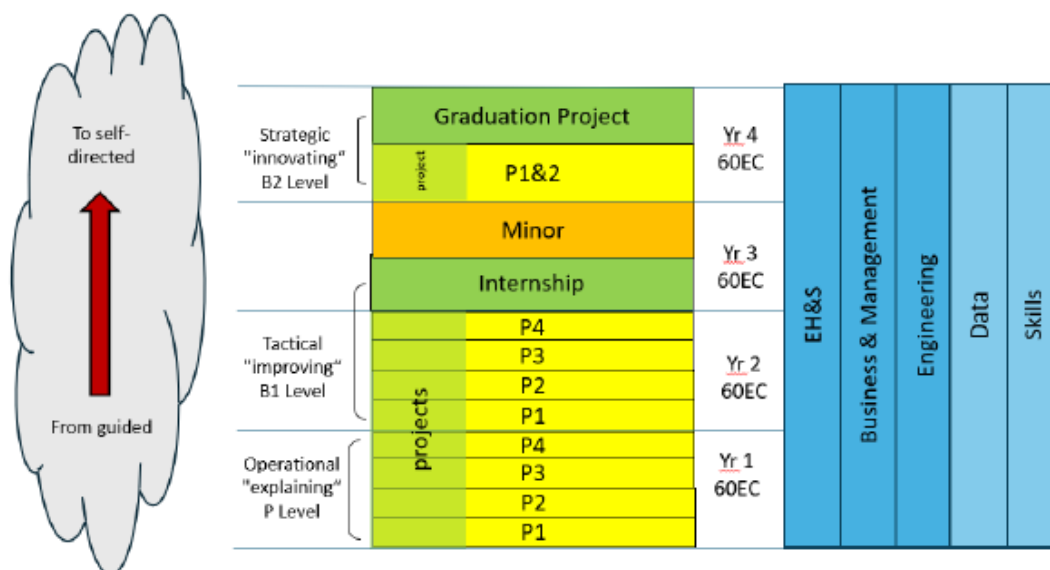 To self-
directed
From guided
Strategic
"innovating"
B2 Level
Tactical
"improving"
B1 Level
Operational
"explaining"
P Level
Graduation Project
project
P1&2
Minor
Internship
projects
P4
P3
P2
P1
P4
P3
P2
P1
Yr 4
60EC
Yr 3
60EC
Yr 2
60EC
Yr 1
60EC
EH&S
Business & Management
Engineering
Data
Skills